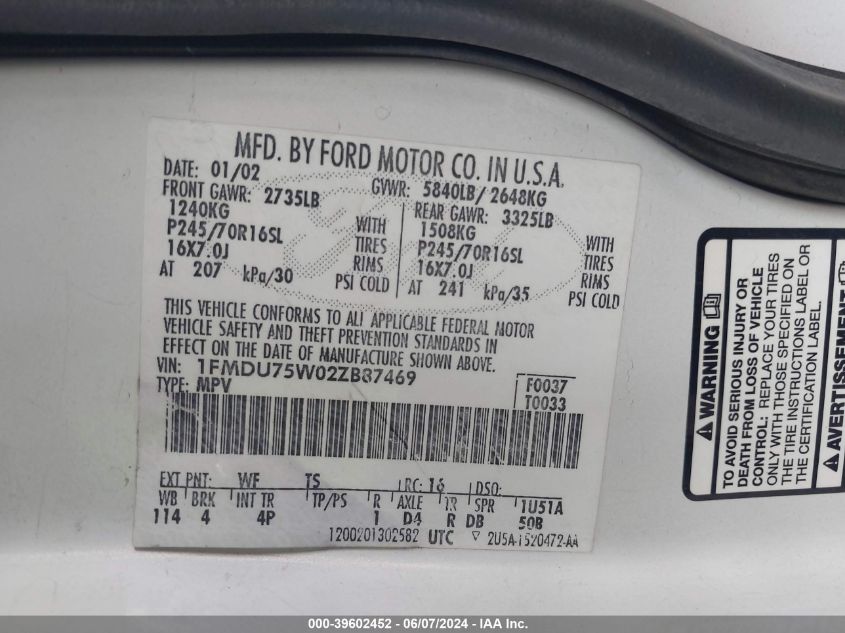 MFD. BY FORD MOTOR CO. IN U.S.A.
DATE: 01/02 GVWR: 5840LB/ 2648KG
FRONT GAWR: 2735LB REAR GAWR: 3325LB
1240KG WITH 1508KG WITH
P245/70R16SL TIRES P245/70R16SL TIRES
16X7.0J RIMS 16X7.0J RIMS
AT 207 kPa/30 PSI COLD AT 241 kPa/35 PSI COLD
THIS VEHICLE CONFORMS TO ALL APPLICABLE FEDERAL MOTOR
VEHICLE SAFETY AND THEFT PREVENTION STANDARDS IN
EFFECT ON THE DATE OF MANUFACTURE SHOWN ABOVE.
VIN: 1FMDU75W02ZB87469
TYPE: MPV
F0037
T0033
EXT PNT: WF TS RC: 16 DSO:
WB BRK INT TR TP/PS R AXLE TR SPR 1U51A
114 4 4P 1 D4 R DB 50B
1200201302582 UTC ▽ 2U5A-1520472-AA
WARNING
TO AVOID SERIOUS INJURY OR
DEATH FROM LOSS OF VEHICLE
CONTROL: REPLACE YOUR TIRES
WITH THOSE SPECIFIED ON
THE TIRE INSTRUCTIONS LABEL OR
THE CERTIFICATION LABEL.
AVERTISSEMENT
000-39602452 - 06/07/2024 - IAA Inc.